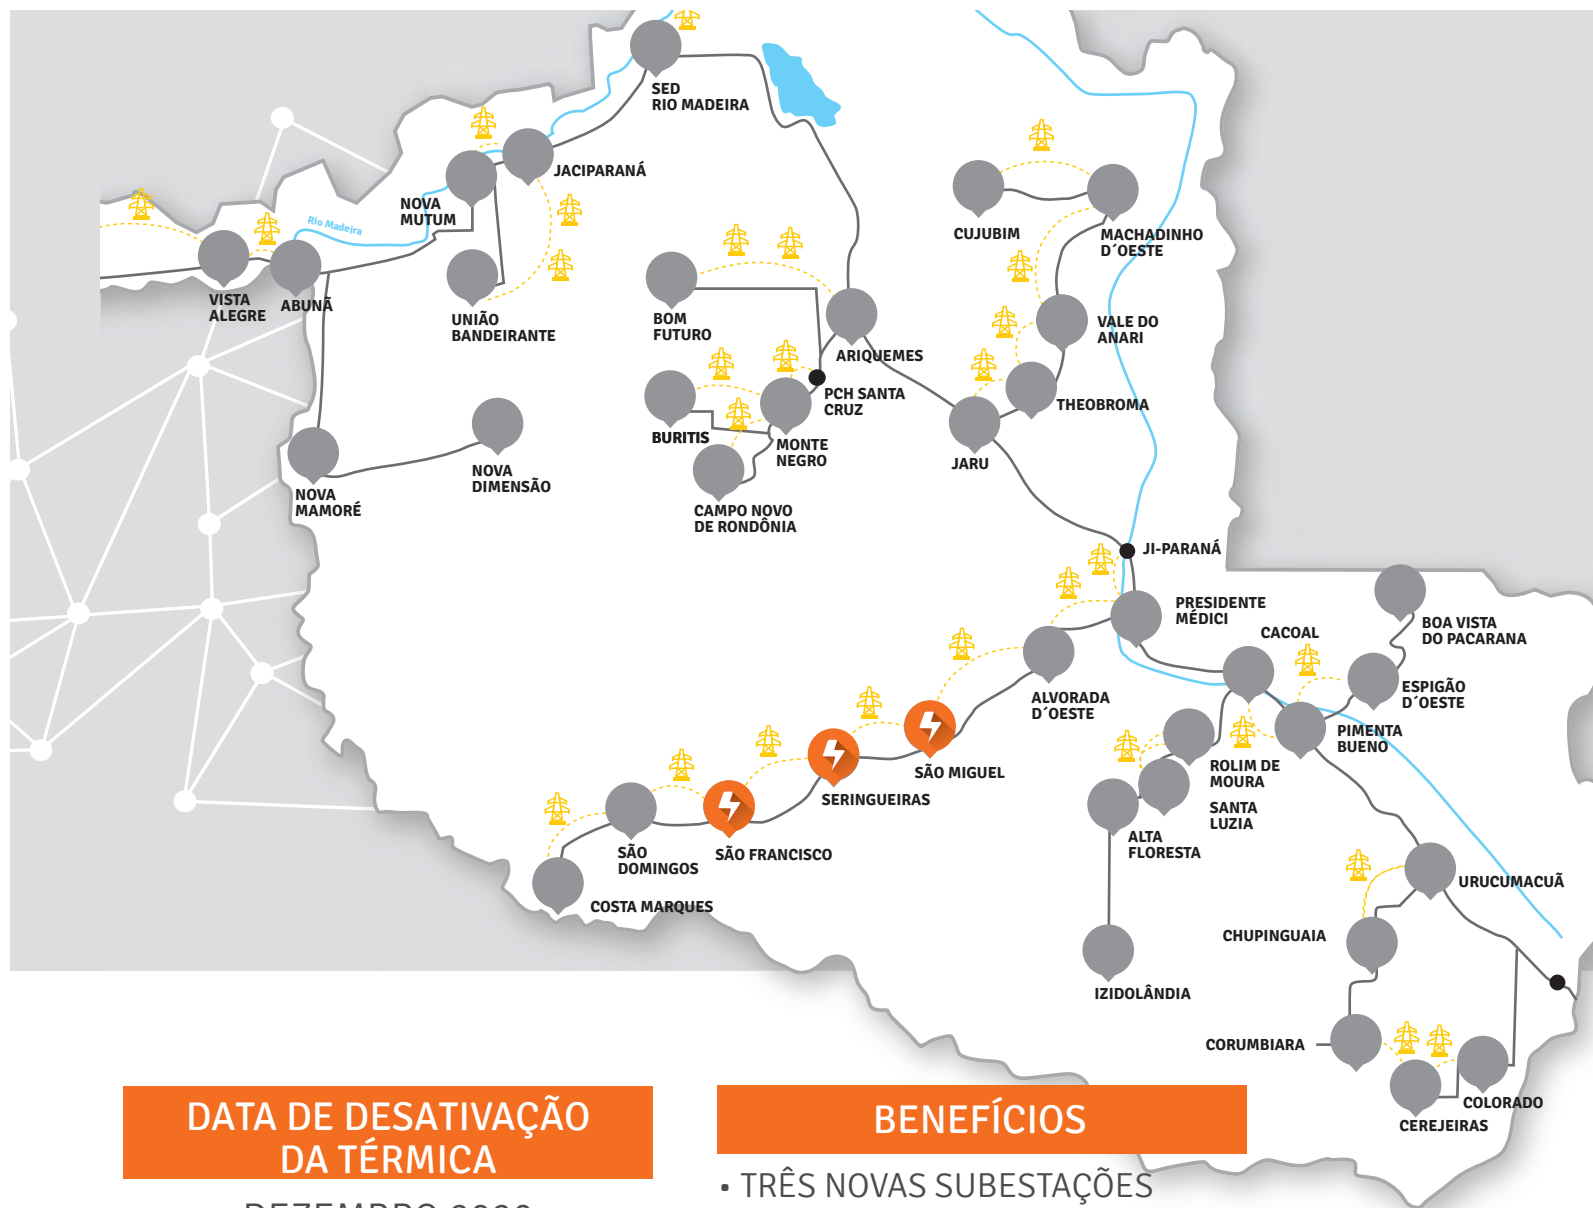 SED
RIO MADEIRA
JACIPARANÁ
NOVA
MUTUM
Rio Madeira
VISTA
ALEGRE
ABUNÃ
UNIÃO
BANDEIRANTE
CUJUBIM
MACHADINHO
D´OESTE
BOM
FUTURO
ARIQUEMES
VALE DO
ANARI
PCH SANTA
CRUZ
THEOBROMA
BURITIS
MONTE
NEGRO
JARU
NOVA
DIMENSÃO
NOVA
MAMORÉ
CAMPO NOVO
DE RONDÔNIA
JI-PARANÁ
PRESIDENTE
MÉDICI
CACOAL
BOA VISTA
DO PACARANA
ALVORADA
D´OESTE
ESPIGÃO
D´OESTE
PIMENTA
BUENO
ROLIM DE
MOURA
SÃO MIGUEL
SERINGUEIRAS
SANTA
LUZIA
ALTA
FLORESTA
SÃO
DOMINGOS
SÃO FRANCISCO
COSTA MARQUES
URUCUMACUÃ
CHUPINGUAIA
IZIDOLÂNDIA
CORUMBIARA
COLORADO
CEREJEIRAS
DATA DE DESATIVAÇÃO
DA TÉRMICA
BENEFÍCIOS
• TRÊS NOVAS SUBESTAÇÕES